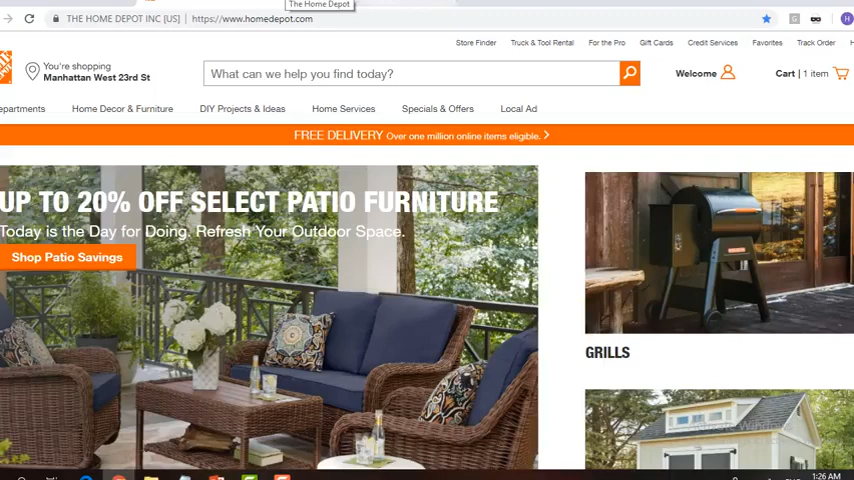 The Home Depot
THE HOME DEPOT INC [US] | https://www.homedepot.com
Store Finder Truck & Tool Rental For the Pro Gift Cards Credit Services Favorites Track Order
You're shopping
Manhattan West 23rd St
What can we help you find today?
Welcome
Cart | 1 item
epartments Home Decor & Furniture DIY Projects & Ideas Home Services Specials & Offers Local Ad
FREE DELIVERY Over one million online items eligible.
UP TO 20% OFF SELECT PATIO FURNITURE
Today is the Day for Doing. Refresh Your Outdoor Space.
Shop Patio Savings
GRILLS
1:26 AM